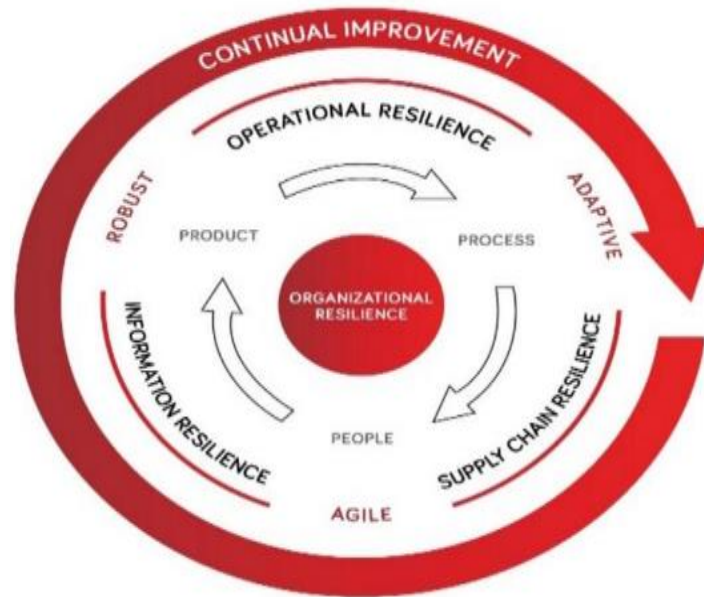 CONTINUAL IMPROVEMENT
OPERATIONAL RESILIENCE
ROBUST
ADAPTIVE
PRODUCT
PROCESS
ORGANIZATIONAL
RESILIENCE
INFORMATION RESILIENCE
SUPPLY CHAIN RESILIENCE
PEOPLE
AGILE